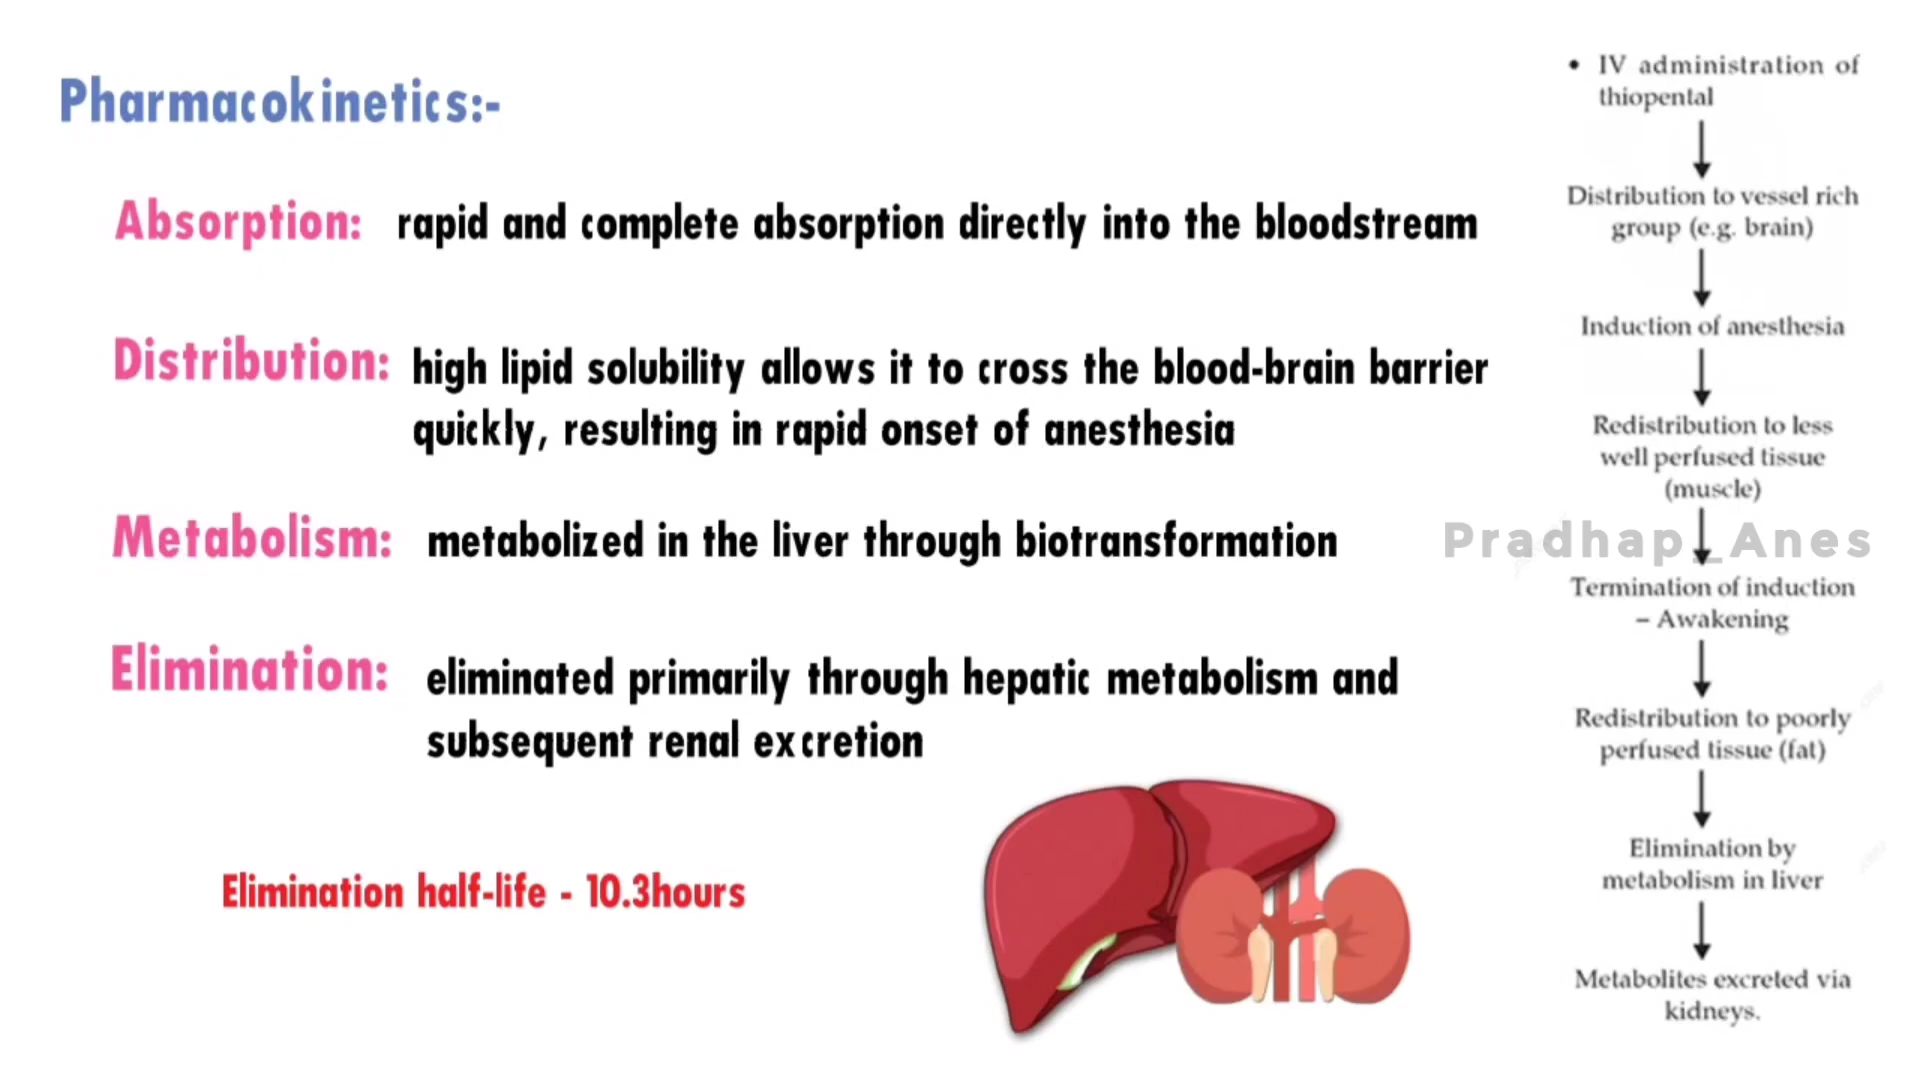 Pharmacokinetics:-
Absorption: rapid and complete absorption directly into the bloodstream
Distribution: high lipid solubility allows it to cross the blood-brain barrier
quickly, resulting in rapid onset of anesthesia
Metabolism: metabolized in the liver through biotransformation
Elimination: eliminated primarily through hepatic metabolism and
subsequent renal excretion
Elimination half-life - 10.3hours
• IV administration of
thiopental
Distribution to vessel rich
group (e.g. brain)
Induction of anesthesia
Redistribution to less
well perfused tissue
(muscle)
Pradhap_Anes
Termination of induction
– Awakening
Redistribution to poorly
perfused tissue (fat)
Elimination by
metabolism in liver
Metabolites excreted via
kidneys.